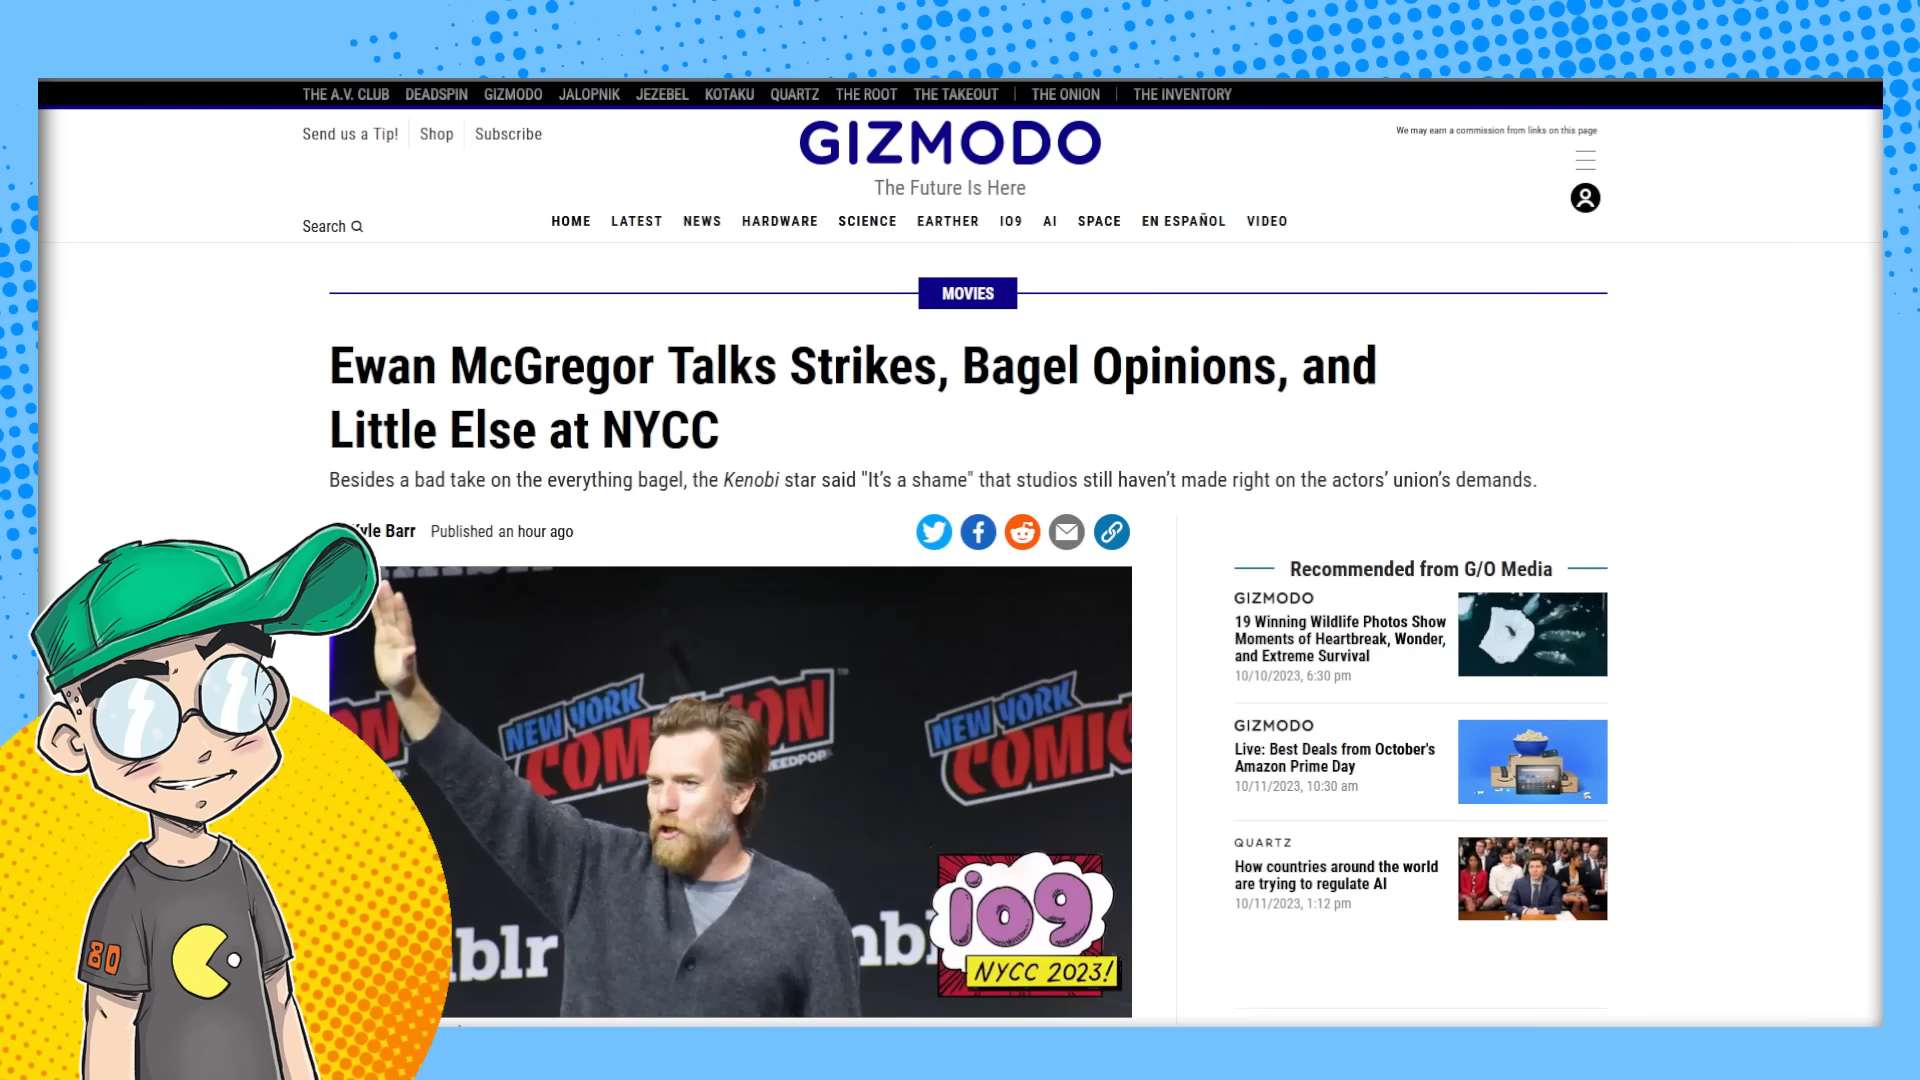 THE A.V. CLUB DEADSPIN GIZMODO JALOPNIK JEZEBEL KOTAKU QUARTZ THE ROOT THE TAKEOUT THE ONION THE INVENTORY
Send us a Tip! Shop Subscribe
GIZMODO
We may earn a commission from links on this page
The Future Is Here
Search
HOME LATEST NEWS HARDWARE SCIENCE EARTHER IO9 AI SPACE EN ESPAÑOL VIDEO
MOVIES
Ewan McGregor Talks Strikes, Bagel Opinions, and
Little Else at NYCC
Besides a bad take on the everything bagel, the Kenobi star said "It's a shame" that studios still haven't made right on the actors' union's demands.
Kyle Barr Published an hour ago
Recommended from G/O Media
GIZMODO
19 Winning Wildlife Photos Show
Moments of Heartbreak, Wonder,
and Extreme Survival
10/10/2023, 6:30 pm
GIZMODO
Live: Best Deals from October's
Amazon Prime Day
10/11/2023, 10:30 am
QUARTZ
How countries around the world
are trying to regulate AI
10/11/2023, 1:12 pm
NEW YORK
COMIC CON
NEW YORK
COMIC
REEDPOP
blr
io9
NYCC 2023!
80